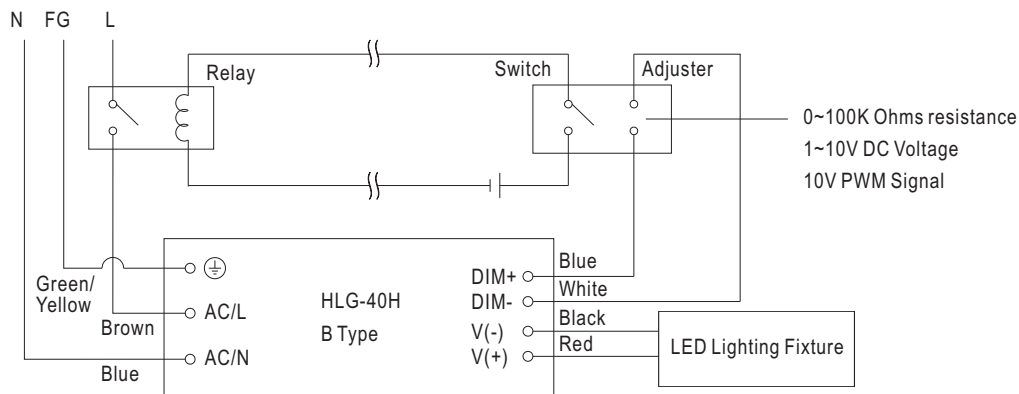 N FG L
Relay
Switch
Adjuster
0~100K Ohms resistance
1~10V DC Voltage
10V PWM Signal
Green/
Yellow
Brown
Blue
AC/L
AC/N
HLG-40H
B Type
DIM+
DIM-
V(-)
V(+)
Blue
White
Black
Red
LED Lighting Fixture